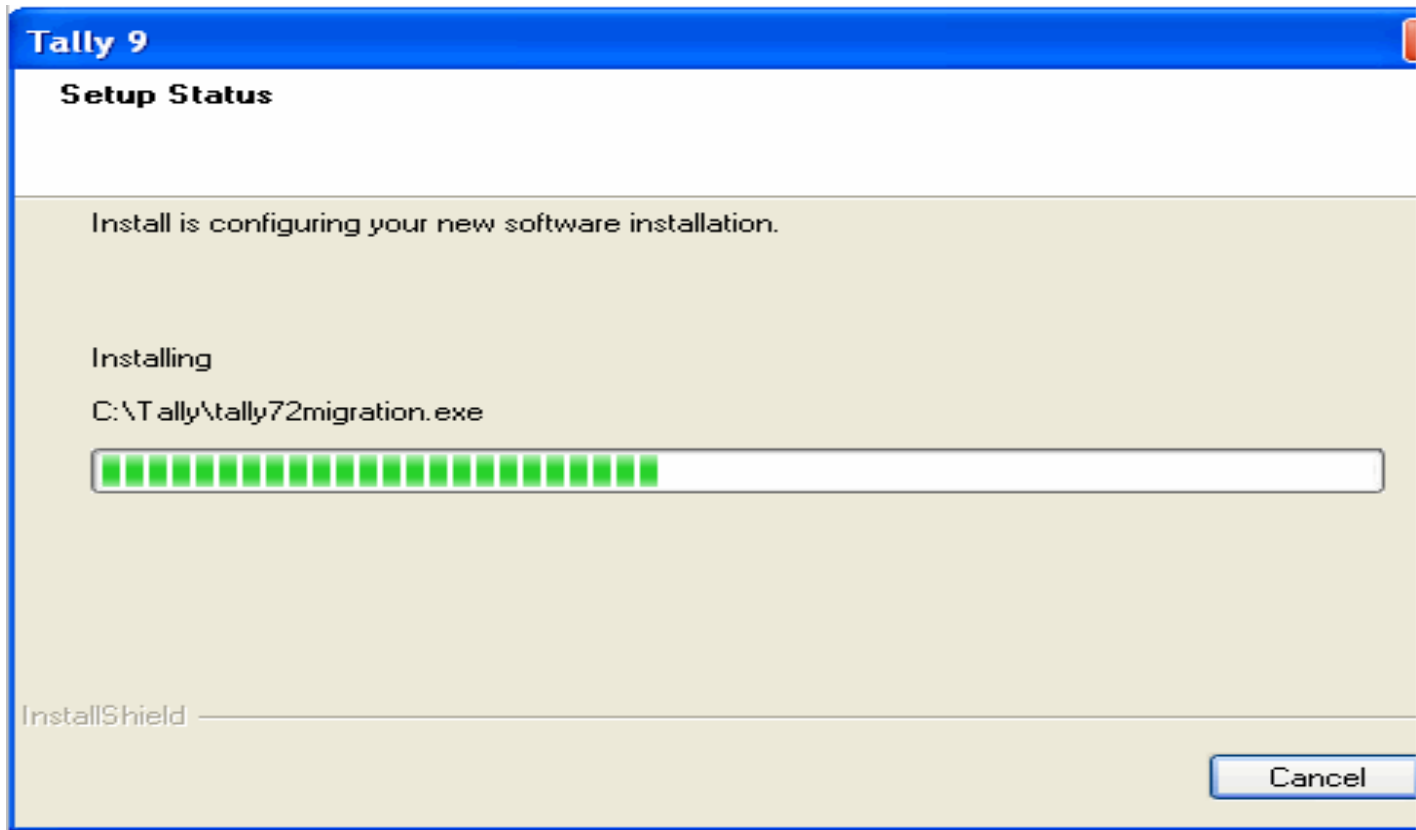 Tally 9
Setup Status
Install is configuring your new software installation.
Installing
C:\Tally\tally72migration.exe
InstallShield
Cancel